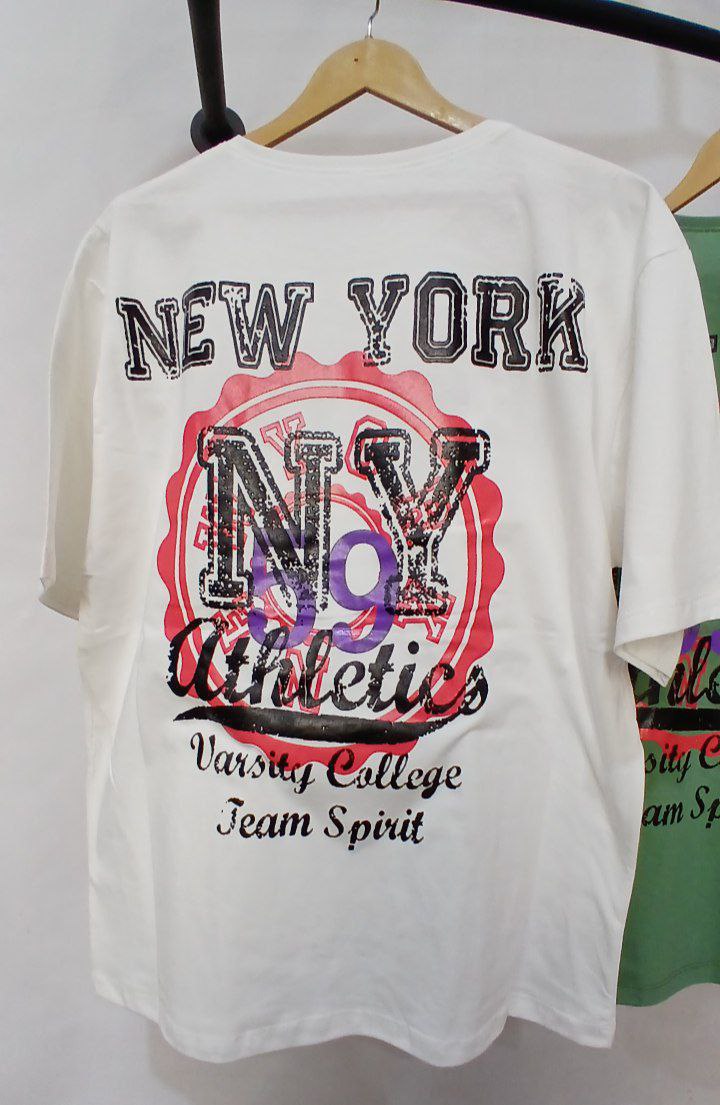 NEW YORK
NY
59
Athletics
Varsity College
Team Spirit